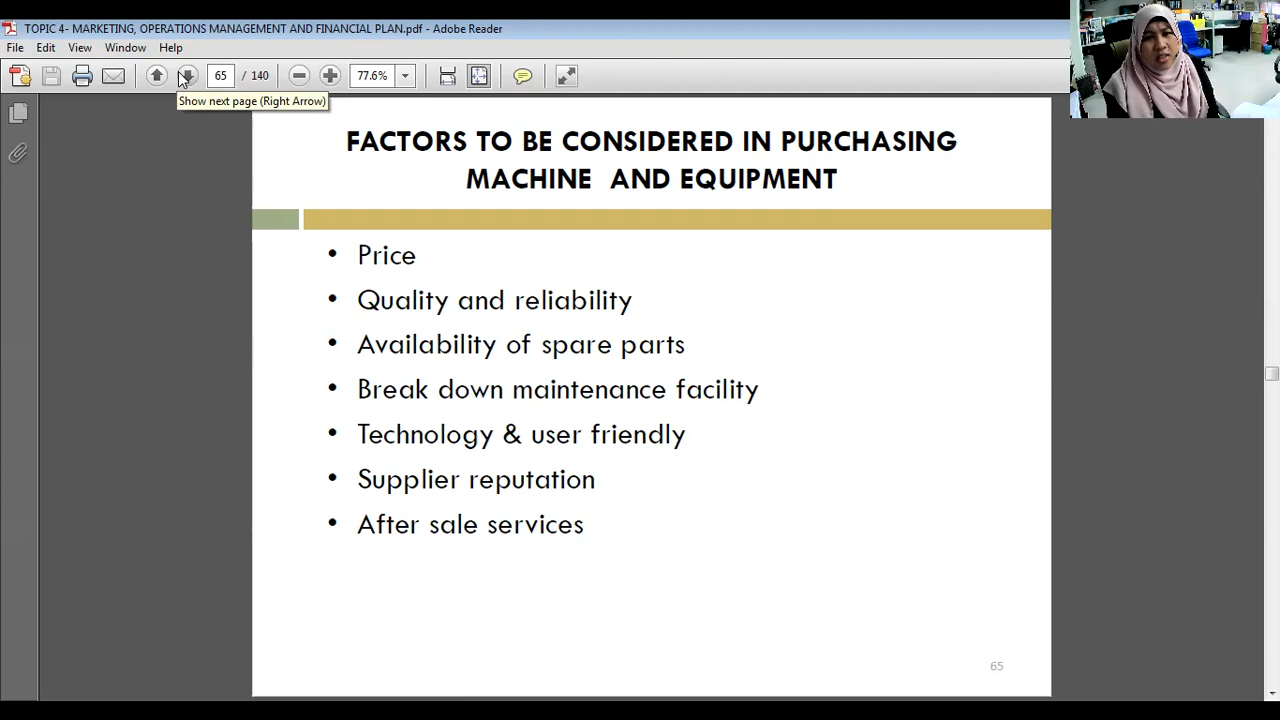 TOPIC 4- MARKETING, OPERATIONS MANAGEMENT AND FINANCIAL PLAN.pdf - Adobe Reader
File Edit View Window Help
65 / 140 77.6%
Show next page (Right Arrow)
FACTORS TO BE CONSIDERED IN PURCHASING
MACHINE AND EQUIPMENT
• Price
• Quality and reliability
• Availability of spare parts
• Break down maintenance facility
• Technology & user friendly
• Supplier reputation
• After sale services
65